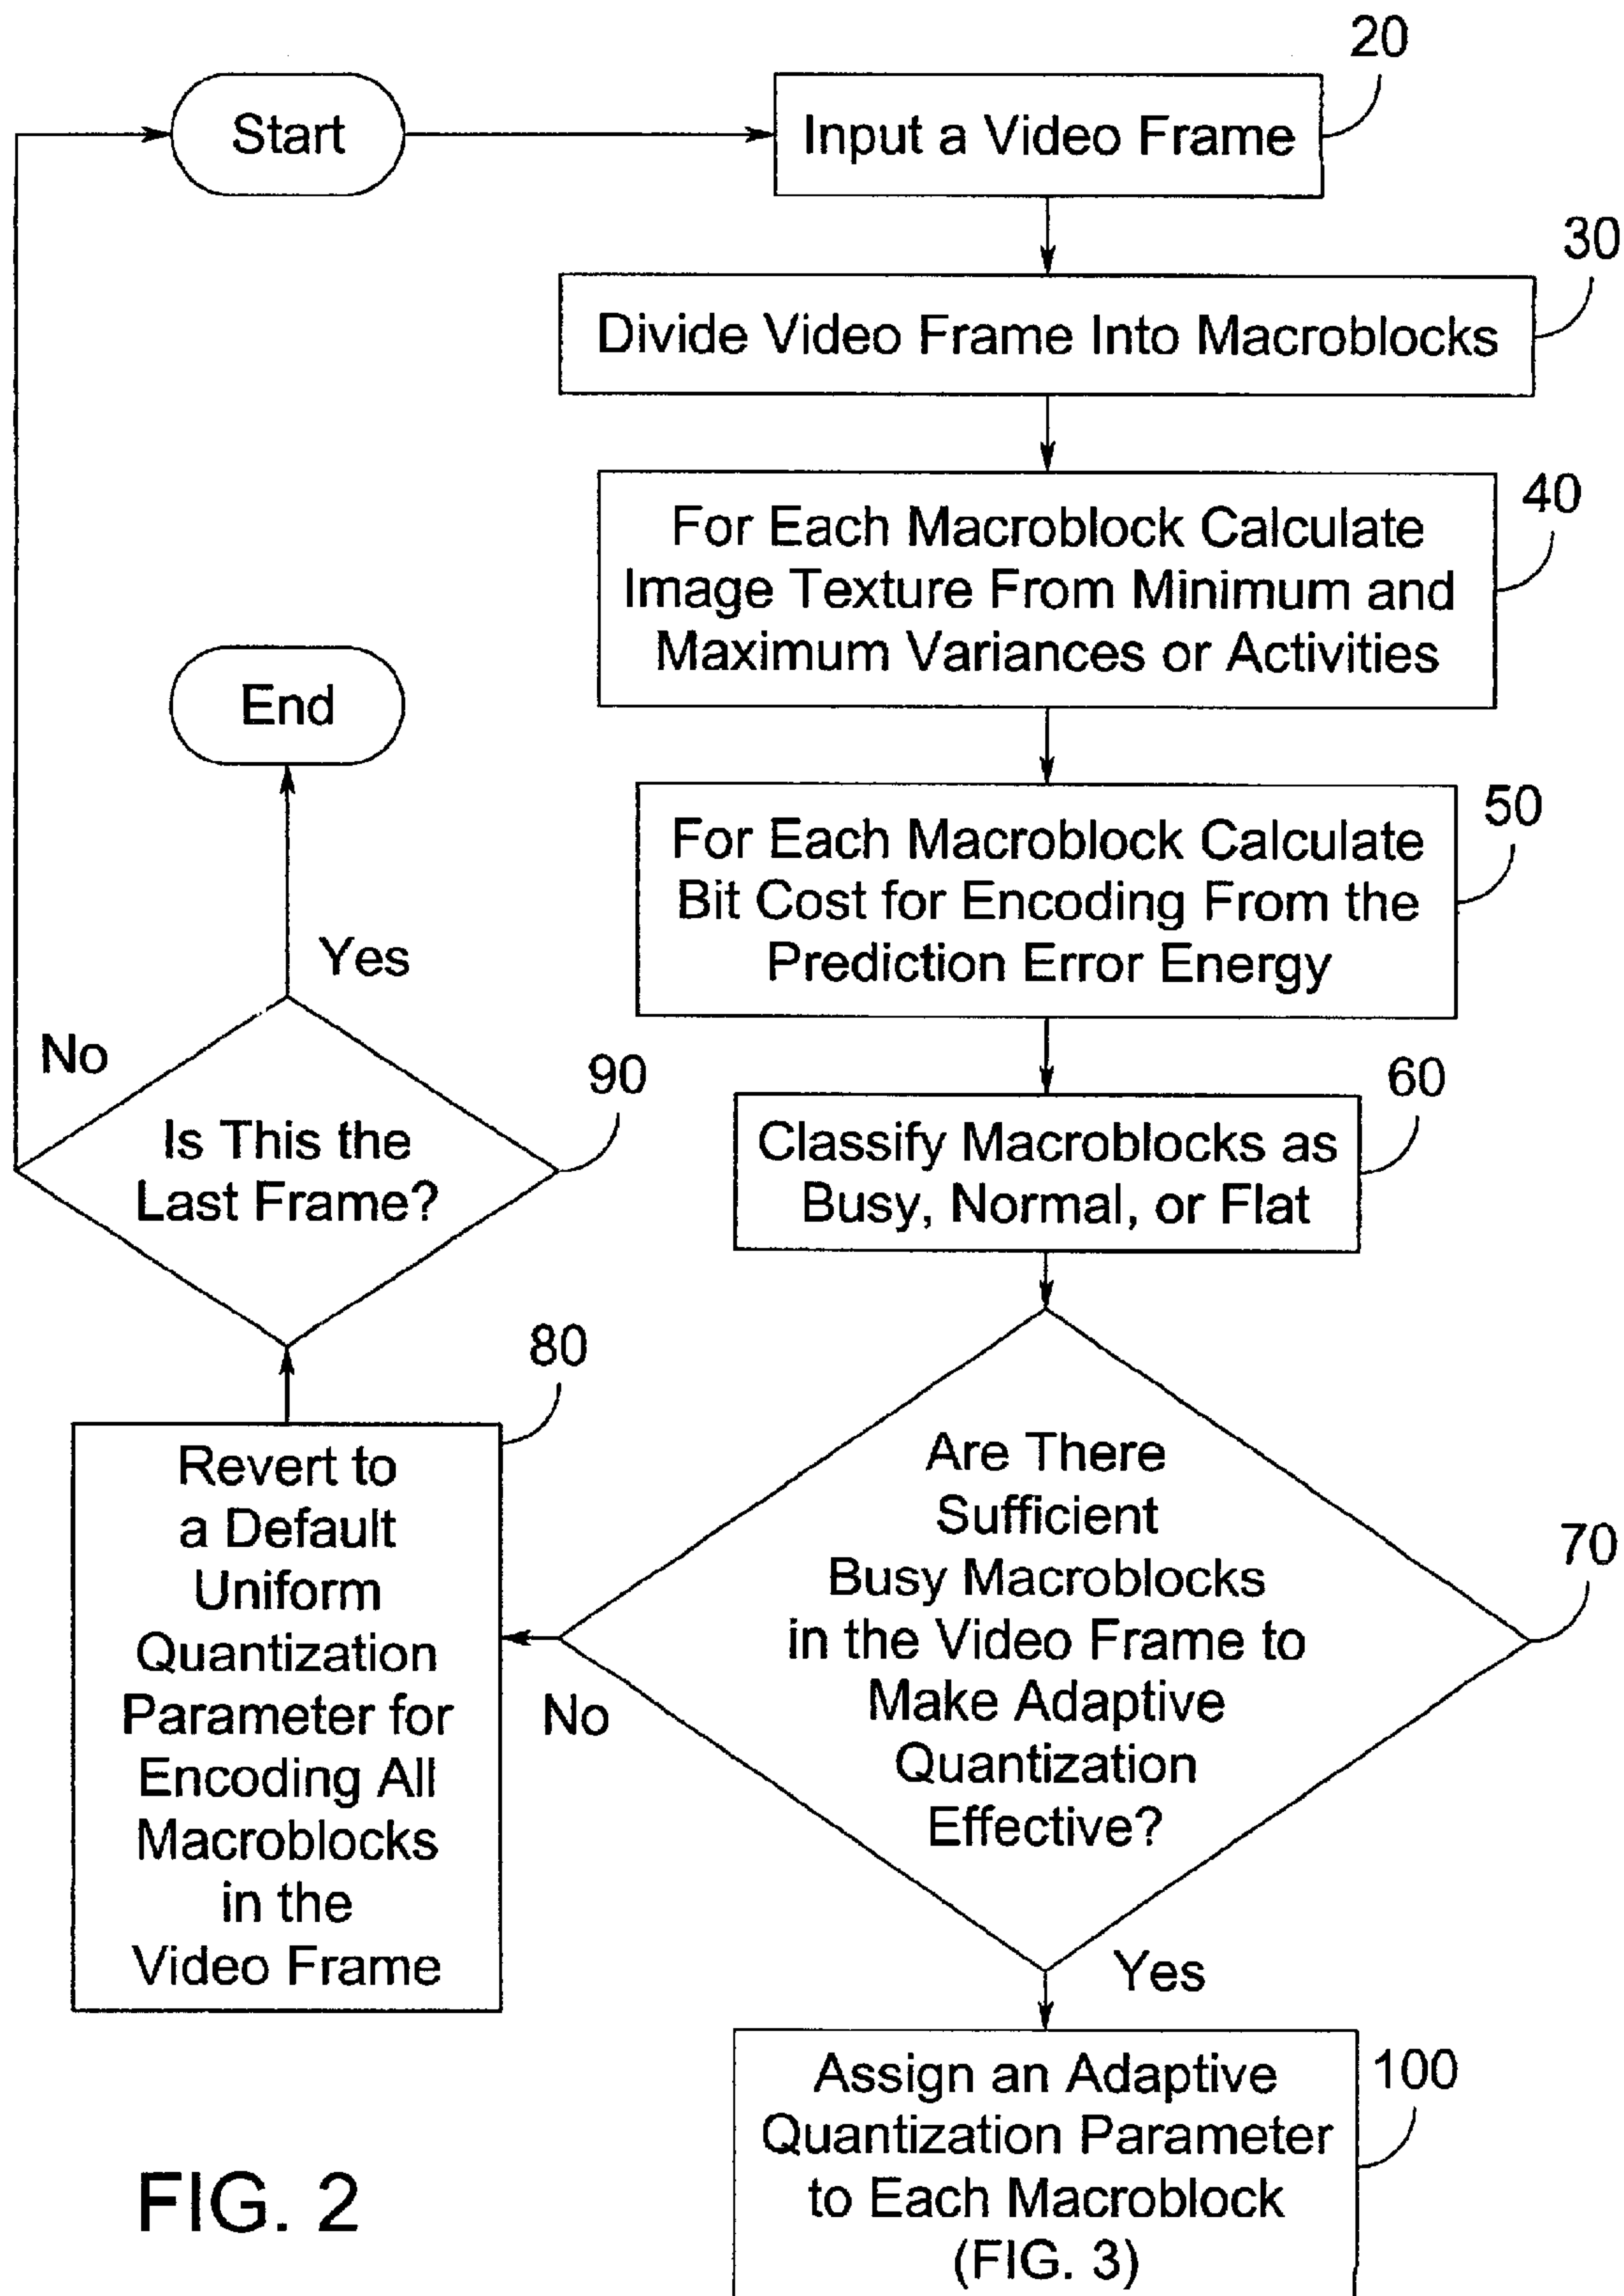 20
Start
Input a Video Frame
30
Divide Video Frame Into Macroblocks
40
For Each Macroblock Calculate
Image Texture From Minimum and
Maximum Variances or Activities
End
50
For Each Macroblock Calculate
Bit Cost for Encoding From the
Prediction Error Energy
Yes
No
90
Is This the
Last Frame?
60
Classify Macroblocks as
Busy, Normal, or Flat
80
Revert to
a Default
Uniform
Quantization
Parameter for
Encoding All
Macroblocks
in the
Video Frame
70
Are There
Sufficient
Busy Macroblocks
in the Video Frame to
Make Adaptive
Quantization
Effective?
No
Yes
100
Assign an Adaptive
Quantization Parameter
to Each Macroblock
(FIG. 3)
FIG. 2